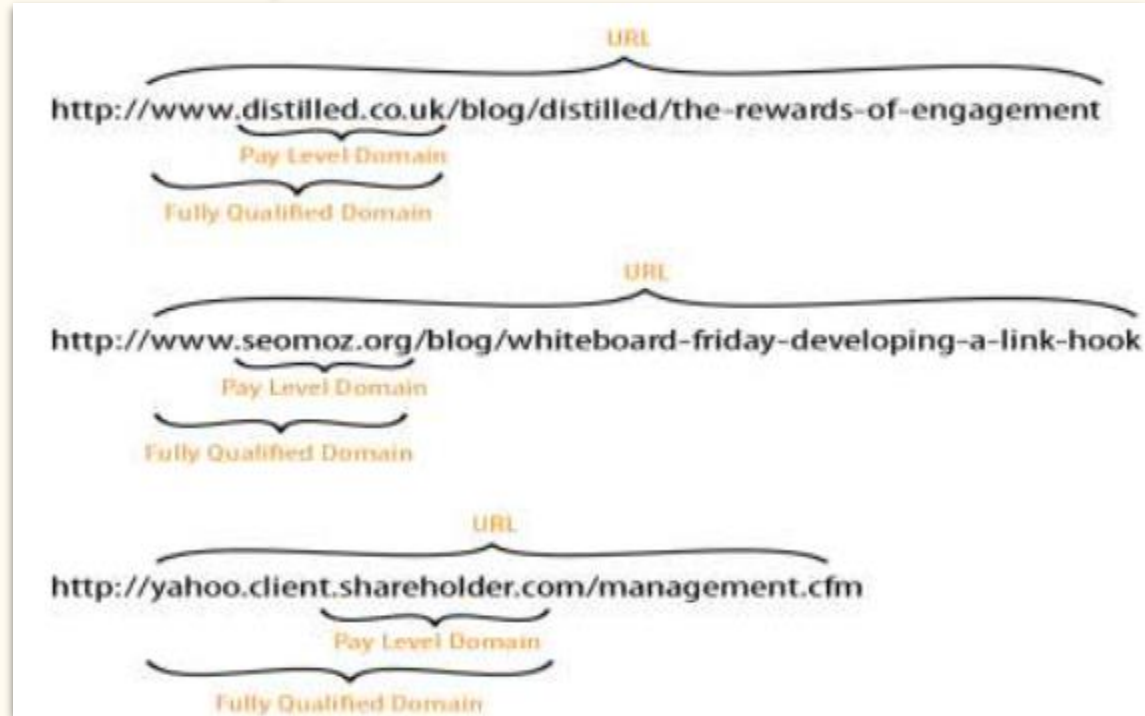 URL
http://www.distilled.co.uk/blog/distilled/the-rewards-of-engagement
Pay Level Domain
Fully Qualified Domain
URL
http://www.seomoz.org/blog/whiteboard-friday-developing-a-link-hook
Pay Level Domain
Fully Qualified Domain
URL
http://yahoo.client.shareholder.com/management.cfm
Pay Level Domain
Fully Qualified Domain